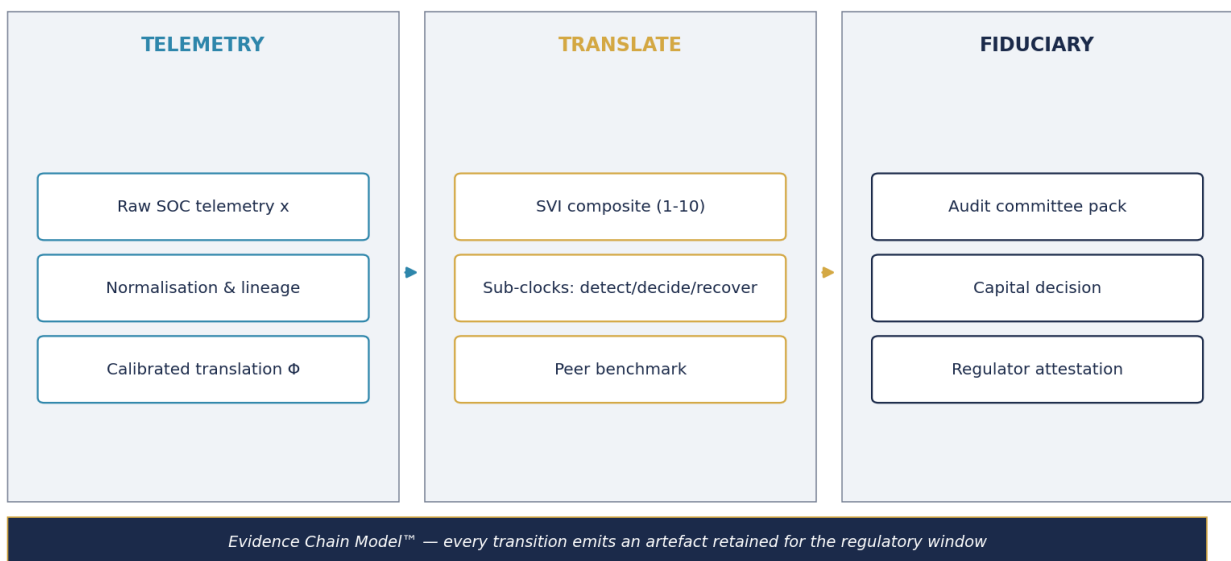 TELEMETRY
Raw SOC telemetry x
Normalisation & lineage
Calibrated translation Φ
TRANSLATE
SVI composite (1-10)
Sub-clocks: detect/decide/recover
Peer benchmark
FIDUCIARY
Audit committee pack
Capital decision
Regulator attestation
Evidence Chain Model™ — every transition emits an artefact retained for the regulatory window